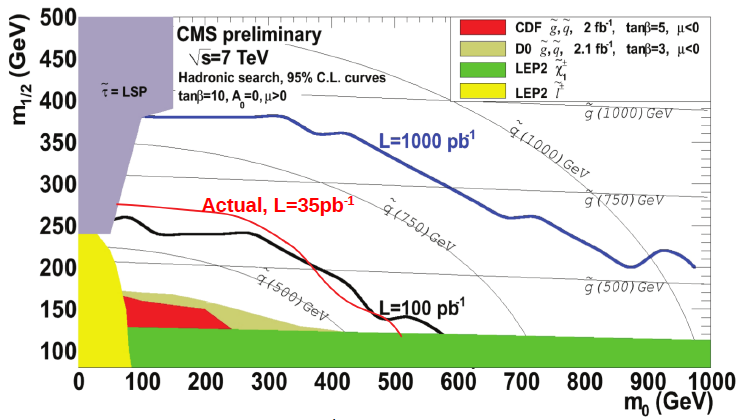 CMS preliminary
√s=7 TeV
Hadronic search, 95% C.L. curves
tanβ=10, A₀=0, μ>0
CDF g̃, q̃, 2 fb⁻¹, tanβ=5, μ<0
D0 g̃, q̃, 2.1 fb⁻¹, tanβ=3, μ<0
LEP2 χ̃₁±
LEP2 l̃±
τ̃ = LSP
g̃(1000)GeV
q̃(1000)GeV
L=1000 pb⁻¹
g̃(750)GeV
Actual, L=35pb⁻¹
q̃(750)GeV
q̃(500)GeV
g̃(500)GeV
L=100 pb⁻¹
m₁/₂ (GeV)
500
450
400
350
300
250
200
150
100
0 100 200 300 400 500 600 700 800 900 1000
m₀ (GeV)